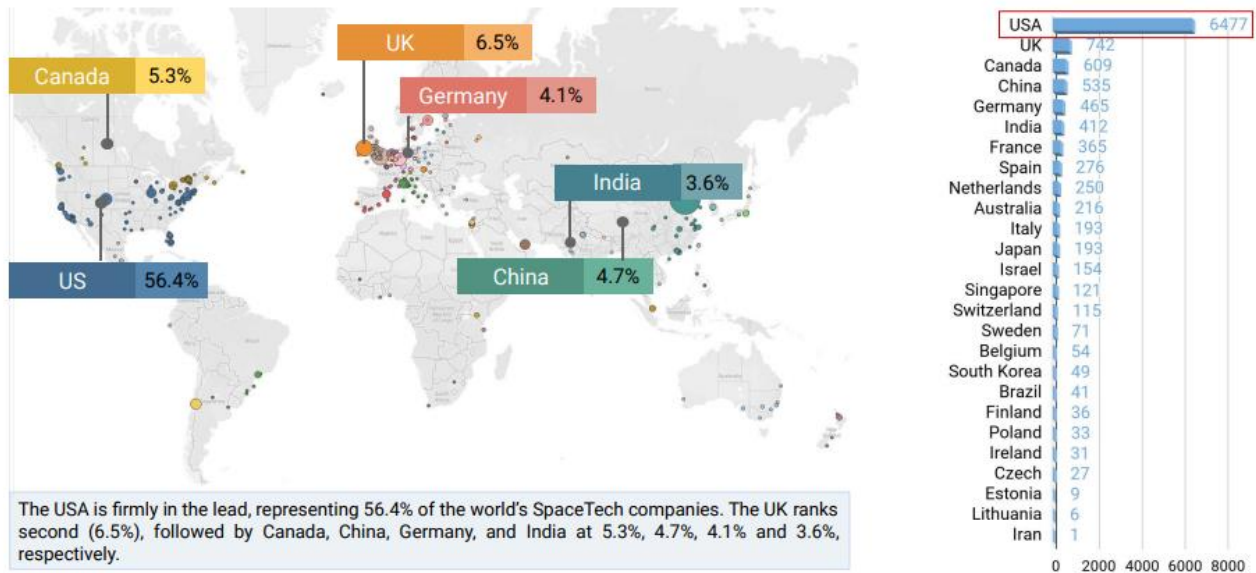 Canada 5.3%
UK 6.5%
Germany 4.1%
India 3.6%
US 56.4%
China 4.7%
The USA is firmly in the lead, representing 56.4% of the world's SpaceTech companies. The UK ranks
second (6.5%), followed by Canada, China, Germany, and India at 5.3%, 4.7%, 4.1% and 3.6%,
respectively.
USA 6477
UK 742
Canada 609
China 535
Germany 465
India 412
France 365
Spain 276
Netherlands 250
Australia 216
Italy 193
Japan 193
Israel 154
Singapore 121
Switzerland 115
Sweden 71
Belgium 54
South Korea 49
Brazil 41
Finland 36
Poland 33
Ireland 31
Czech 27
Estonia 9
Lithuania 6
Iran 1
0 2000 4000 6000 8000